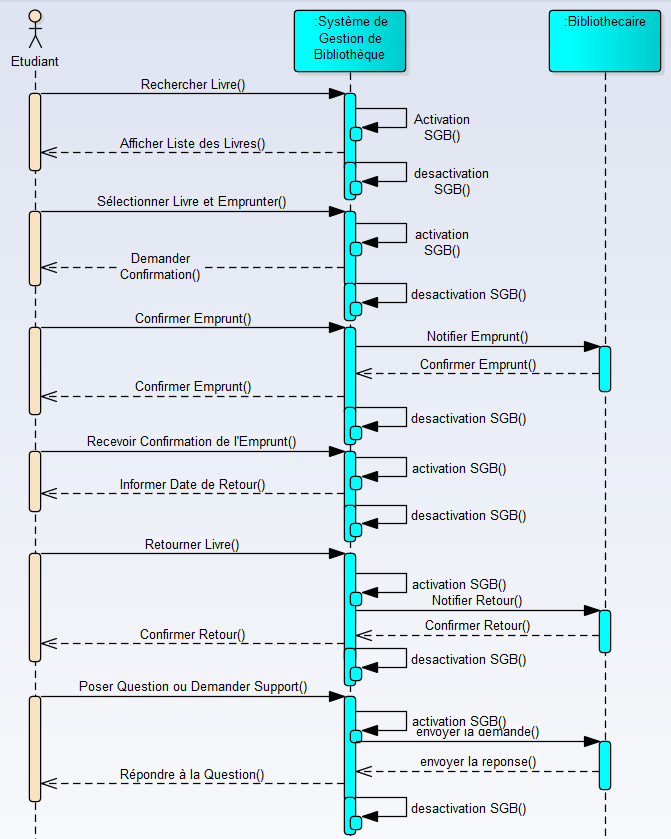 Etudiant
:Système de
Gestion de
Bibliothèque
:Bibliothecaire
Rechercher Livre()
Activation
SGB()
Afficher Liste des Livres()
desactivation
SGB()
Sélectionner Livre et Emprunter()
activation
SGB()
Demander
Confirmation()
desactivation SGB()
Confirmer Emprunt()
Notifier Emprunt()
Confirmer Emprunt()
Confirmer Emprunt()
desactivation SGB()
Recevoir Confirmation de l'Emprunt()
activation SGB()
Informer Date de Retour()
desactivation SGB()
Retourner Livre()
activation SGB()
Notifier Retour()
Confirmer Retour()
Confirmer Retour()
desactivation SGB()
Poser Question ou Demander Support()
activation SGB()
envoyer la demande()
envoyer la reponse()
Répondre à la Question()
desactivation SGB()